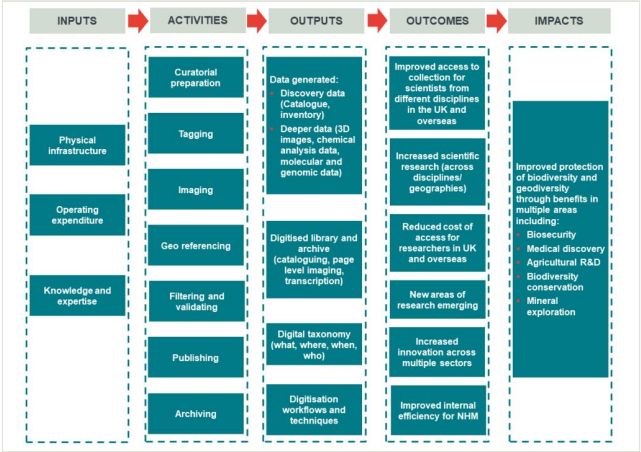 INPUTS
ACTIVITIES
OUTPUTS
OUTCOMES
IMPACTS
Physical
infrastructure
Operating
expenditure
Knowledge and
expertise
Curatorial
preparation
Tagging
Imaging
Geo referencing
Filtering and
validating
Publishing
Archiving
Data generated:
• Discovery data
(Catalogue,
inventory)
• Deeper data (3D
images, chemical
analysis data,
molecular and
genomic data)
Digitised library and
archive
(cataloguing, page
level imaging,
transcription)
Digital taxonomy
(what, where, when,
who)
Digitisation
workflows and
techniques
Improved access to
collection for
scientists from
different disciplines
in the UK and
overseas
Increased scientific
research (across
disciplines/
geographies)
Reduced cost of
access for
researchers in UK
and overseas
New areas of
research emerging
Increased
innovation across
multiple sectors
Improved internal
efficiency for NHM
Improved protection
of biodiversity and
geodiversity
through benefits in
multiple areas
including:
• Biosecurity
• Medical discovery
• Agricultural R&D
• Biodiversity
conservation
• Mineral
exploration